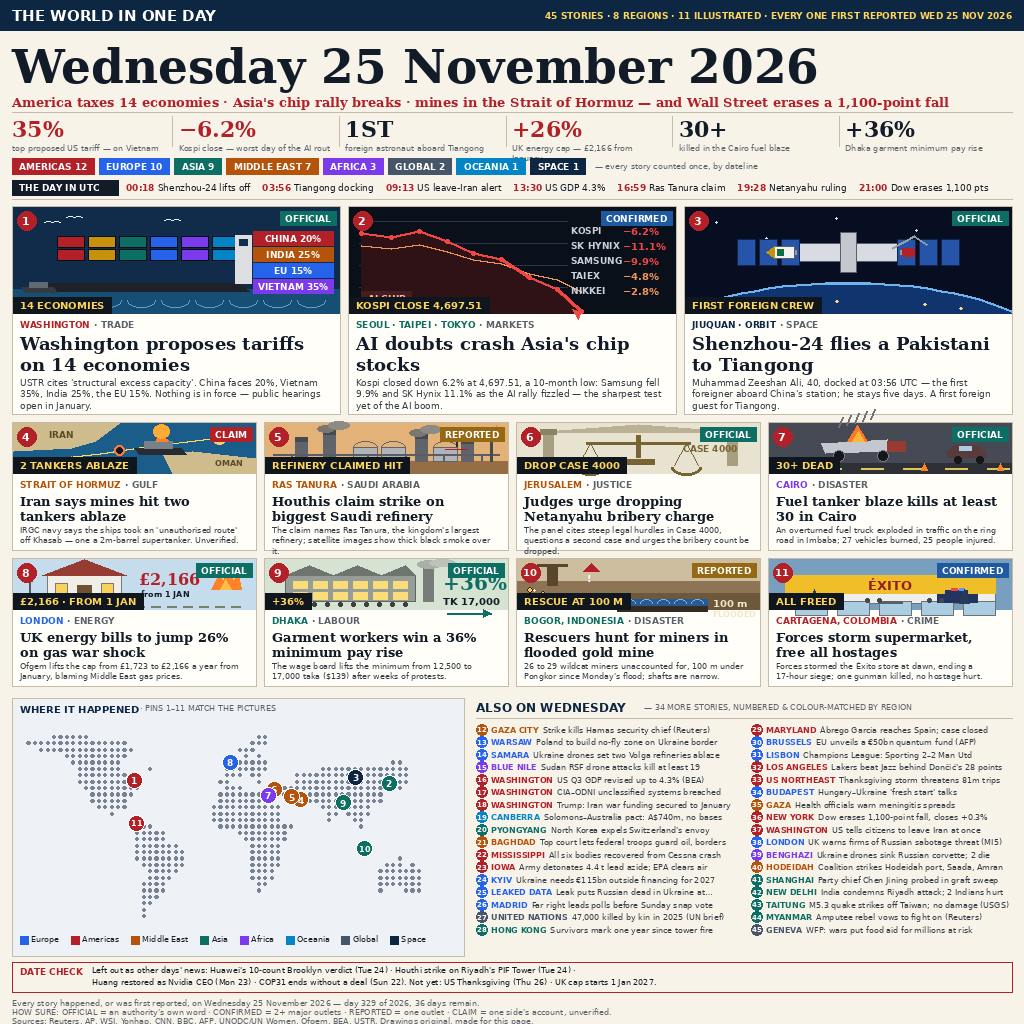 THE WORLD IN ONE DAY
45 STORIES · 8 REGIONS · 11 ILLUSTRATED · EVERY ONE FIRST REPORTED WED 25 NOV 2026
Wednesday 25 November 2026
America taxes 14 economies · Asia's chip rally breaks · mines in the Strait of Hormuz — and Wall Street erases a 1,100-point fall
35%
top proposed US tariff — on Vietnam
−6.2%
Kospi close — worst day of the AI rout
1ST
foreign astronaut aboard Tiangong
+26%
UK energy cap — £2,166 from
30+
killed in the Cairo fuel blaze
+36%
Dhaka garment minimum pay rise
AMERICAS 12
EUROPE 10
ASIA 9
MIDDLE EAST 7
AFRICA 3
GLOBAL 2
OCEANIA 1
SPACE 1
— every story counted once, by dateline
THE DAY IN UTC
00:18 Shenzhou-24 lifts off
03:56 Tiangong docking
09:13 US leave-Iran alert
13:30 US GDP 4.3%
16:59 Ras Tanura claim
19:28 Netanyahu ruling
21:00 Dow erases 1,100 pts
1
OFFICIAL
CHINA 20%
INDIA 25%
EU 15%
VIETNAM 35%
14 ECONOMIES
WASHINGTON · TRADE
Washington proposes tariffs
on 14 economies
USTR cites 'structural excess capacity'. China faces 20%, Vietnam
35%, India 25%, the EU 15%. Nothing is in force — public hearings
open in January.
2
CONFIRMED
KOSPI −6.2%
SK HYNIX −11.1%
SAMSUNG −9.9%
TAIEX −4.8%
NIKKEI −2.8%
KOSPI CLOSE 4,697.51
SEOUL · TAIPEI · TOKYO · MARKETS
AI doubts crash Asia's chip
stocks
Kospi closed down 6.2% at 4,697.51, a 10-month low: Samsung fell
9.9% and SK Hynix 11.1% as the AI rally fizzled — the sharpest test
yet of the AI boom.
3
OFFICIAL
FIRST FOREIGN CREW
JIUQUAN · ORBIT · SPACE
Shenzhou-24 flies a Pakistani
to Tiangong
Muhammad Zeeshan Ali, 40, docked at 03:56 UTC — the first
foreigner aboard China's station; he stays five days. A first foreign
guest for Tiangong.
4
IRAN
CLAIM
OMAN
2 TANKERS ABLAZE
STRAIT OF HORMUZ · GULF
Iran says mines hit two
tankers ablaze
IRGC navy says the ships took an 'unauthorised route'
off Khasab — one a 2m-barrel supertanker. Unverified.
5
REPORTED
REFINERY CLAIMED HIT
RAS TANURA · SAUDI ARABIA
Houthis claim strike on
biggest Saudi refinery
The claim names Ras Tanura, the kingdom's largest
refinery; satellite images show thick black smoke over
it.
6
OFFICIAL
CASE 4000
DROP CASE 4000
JERUSALEM · JUSTICE
Judges urge dropping
Netanyahu bribery charge
The panel cites steep legal hurdles in Case 4000,
questions a second case and urges the bribery count be
dropped.
7
OFFICIAL
30+ DEAD
CAIRO · DISASTER
Fuel tanker blaze kills at least
30 in Cairo
An overturned fuel truck exploded in traffic on the ring
road in Imbaba; 27 vehicles burned, 25 people injured.
8
OFFICIAL
£2,166
from 1 JAN
£2,166 · FROM 1 JAN
LONDON · ENERGY
UK energy bills to jump 26%
on gas war shock
Ofgem lifts the cap from £1,723 to £2,166 a year from
January, blaming Middle East gas prices.
9
OFFICIAL
+36%
TK 17,000
+36%
DHAKA · LABOUR
Garment workers win a 36%
minimum pay rise
The wage board lifts the minimum from 12,500 to
17,000 taka ($139) after weeks of protests.
10
REPORTED
100 m
FLOODED
RESCUE AT 100 M
BOGOR, INDONESIA · DISASTER
Rescuers hunt for miners in
flooded gold mine
26 to 29 wildcat miners unaccounted for, 100 m under
Pongkor since Monday's flood; shafts are narrow.
11
CONFIRMED
ÉXITO
ALL FREED
CARTAGENA, COLOMBIA · CRIME
Forces storm supermarket,
free all hostages
Forces stormed the Éxito store at dawn, ending a
17-hour siege; one gunman killed, no hostage hurt.
WHERE IT HAPPENED · PINS 1–11 MATCH THE PICTURES
8
3
2
1
7
5
4
9
11
10
Europe
Americas
Middle East
Asia
Africa
Oceania
Global
Space
ALSO ON WEDNESDAY — 34 MORE STORIES, NUMBERED & COLOUR-MATCHED BY REGION
12 GAZA CITY Strike kills Hamas security chief (Reuters)
13 WARSAW Poland to build no-fly zone on Ukraine border
14 SAMARA Ukraine drones set two Volga refineries ablaze
15 BLUE NILE Sudan RSF drone attacks kill at least 19
16 WASHINGTON US Q3 GDP revised up to 4.3% (BEA)
17 WASHINGTON CIA–ODNI unclassified systems breached
18 WASHINGTON Trump: Iran war funding secured to January
19 CANBERRA Solomons–Australia pact: A$740m, no bases
20 PYONGYANG North Korea expels Switzerland's envoy
21 BAGHDAD Top court lets federal troops guard oil, borders
22 MISSISSIPPI All six bodies recovered from Cessna crash
23 IOWA Army detonates 4.4 t lead azide; EPA clears air
24 KYIV Ukraine needs €115bn outside financing for 2027
25 LEAKED DATA Leak puts Russian dead in Ukraine at...
26 MADRID Far right leads polls before Sunday snap vote
27 UNITED NATIONS 47,000 killed by kin in 2025 (UN brief)
28 HONG KONG Survivors mark one year since tower fire
29 MARYLAND Ábrego García reaches Spain; case closed
30 BRUSSELS EU unveils a €50bn quantum fund (AFP)
31 LISBON Champions League: Sporting 2–2 Man Utd
32 LOS ANGELES Lakers beat Jazz behind Dončić's 28 points
33 US NORTHEAST Thanksgiving storm threatens 81m trips
34 BUDAPEST Hungary–Ukraine 'fresh start' talks
35 GAZA Health officials warn meningitis spreads
36 NEW YORK Dow erases 1,100-point fall, closes +0.3%
37 WASHINGTON US tells citizens to leave Iran at once
38 LONDON UK warns firms of Russian sabotage threat (MI5)
39 BENGHAZI Ukraine drones sink Russian corvette; 2 die
40 HODEIDAH Coalition strikes Hodeidah port, Saada, Amran
41 SHANGHAI Party chief Chen Jining probed in graft sweep
42 NEW DELHI India condemns Riyadh attack; 2 Indians hurt
43 TAITUNG M5.3 quake strikes off Taiwan; no damage (USGS)
44 MYANMAR Amputee rebel vows to fight on (Reuters)
45 GENEVA WFP: wars put food aid for millions at risk
DATE CHECK
Left out as other days' news: Huawei's 10-count Brooklyn verdict (Tue 24) · Houthi strike on Riyadh's PIF Tower (Tue 24) ·
Huang restored as Nvidia CEO (Mon 23) · COP31 ends without a deal (Sun 22). Not yet: US Thanksgiving (Thu 26) · UK cap starts 1 Jan 2027.
Every story happened, or was first reported, on Wednesday 25 November 2026 — day 329 of 2026, 36 days remain.
HOW SURE: OFFICIAL = an authority's own word · CONFIRMED = 2+ major outlets · REPORTED = one outlet · CLAIM = one side's account, unverified.
Sources: Reuters, AP, WSJ, Yonhap, CNN, BBC, AFP, UNODC/UN Women, Ofgem, BEA, USTR. Drawings original, made for this page.